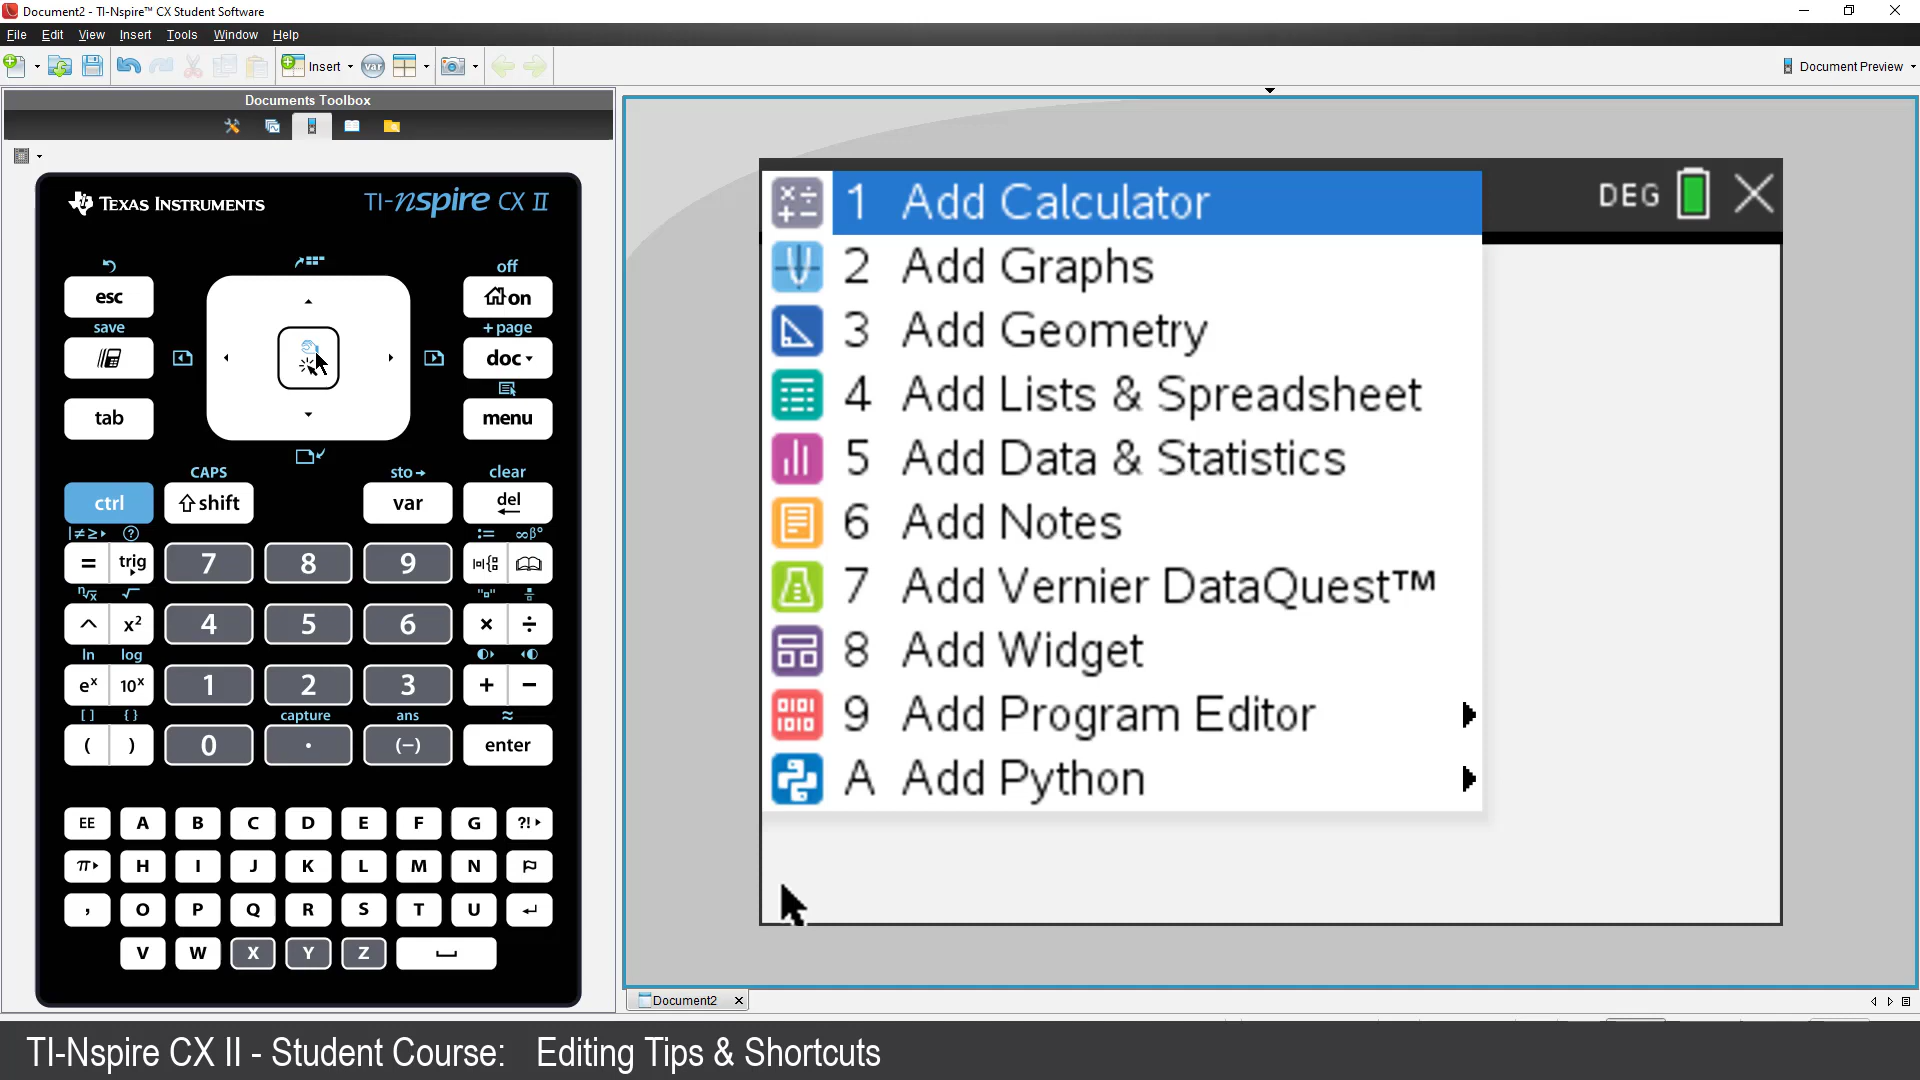 Document2 - TI-Nspire™ CX Student Software
File Edit View Insert Tools Window Help
Insert
var
Document Preview
Documents Toolbox
TEXAS INSTRUMENTS
TI-nspire CX II
off
esc
on
save
+ page
doc
tab
menu
CAPS
sto→
clear
ctrl
shift
var
del
|≠≥▸ ? := ∞β°
= trig 7 8 9
ⁿ√x √
^ x² 4 5 6 × ÷
ln log
eˣ 10ˣ 1 2 3 + −
[ ] { } capture ans ≈
( ) 0 . (−) enter
EE A B C D E F G ?!▸
π▸ H I J K L M N
, O P Q R S T U
V W X Y Z
DEG
1 Add Calculator
2 Add Graphs
3 Add Geometry
4 Add Lists & Spreadsheet
5 Add Data & Statistics
6 Add Notes
7 Add Vernier DataQuest™
8 Add Widget
9 Add Program Editor
A Add Python
Document2
TI-Nspire CX II - Student Course: Editing Tips & Shortcuts